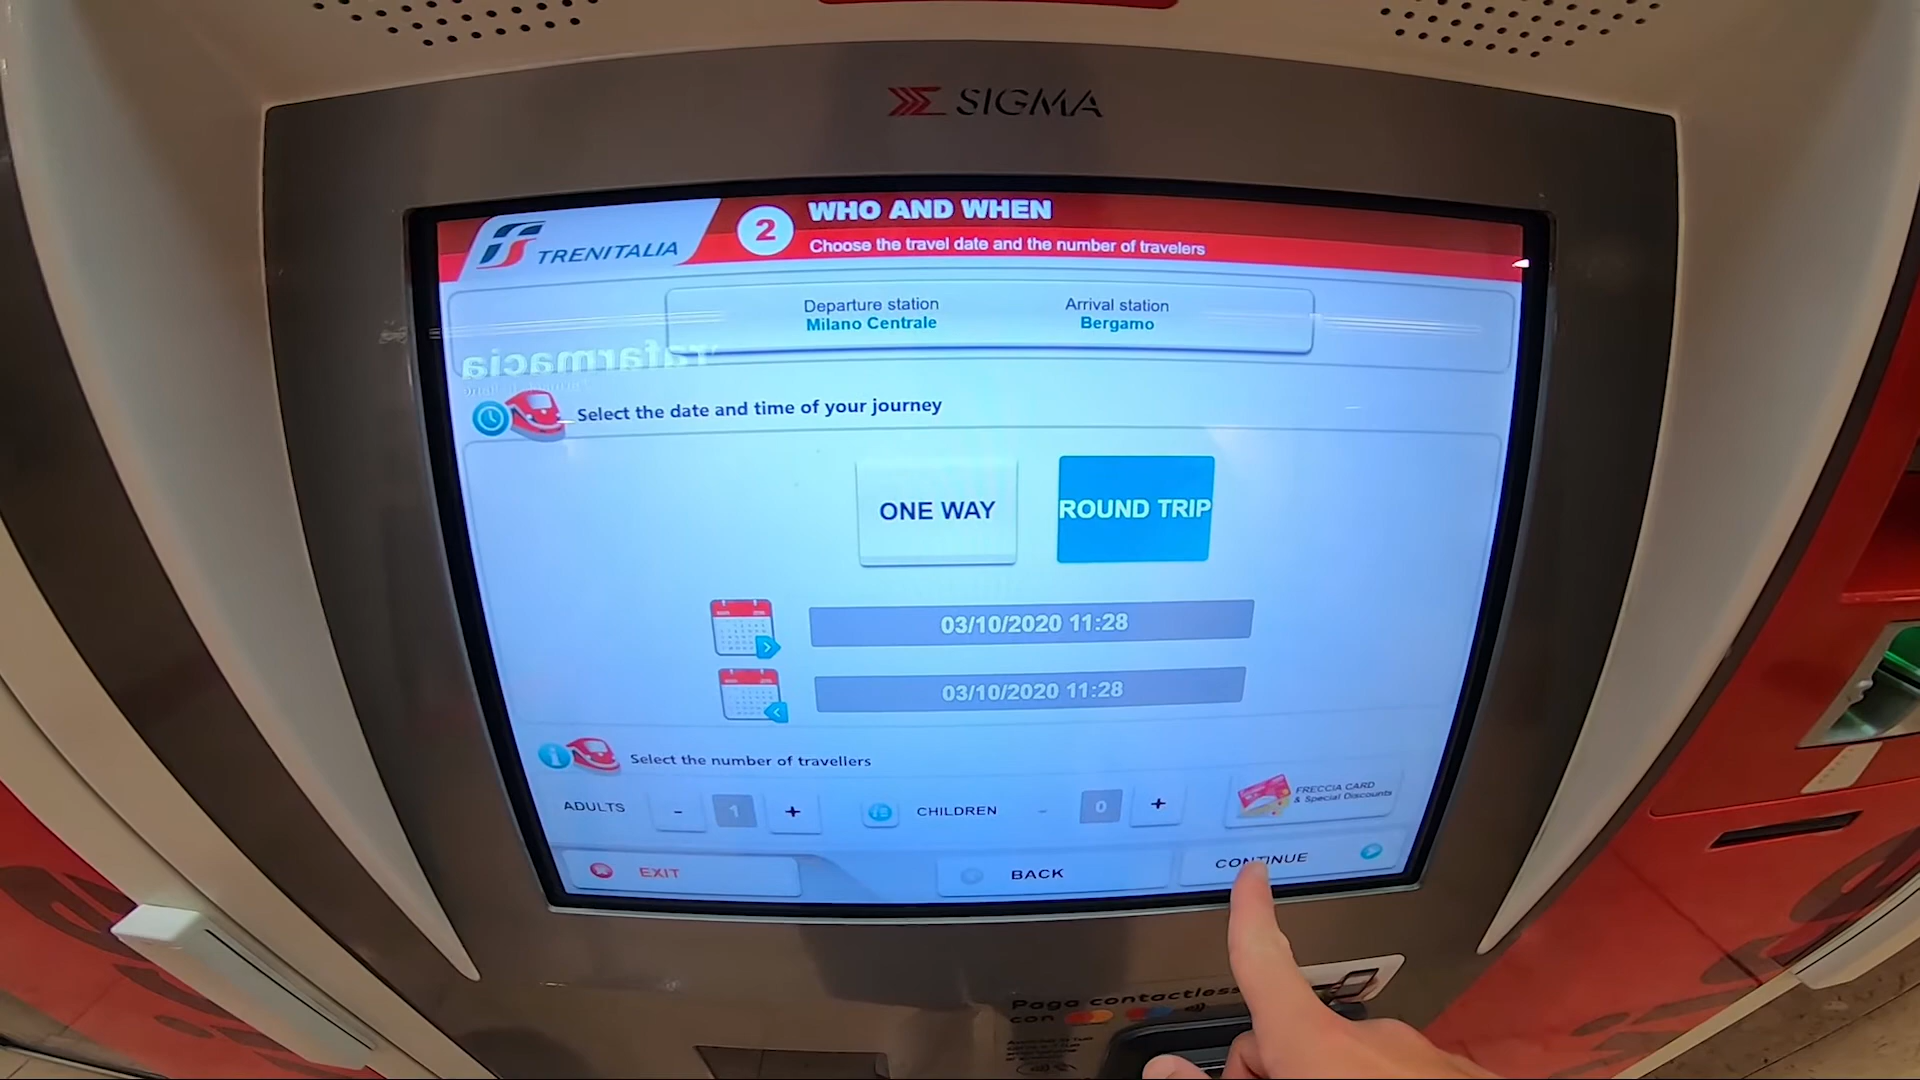 SIGMA
TRENITALIA
2
WHO AND WHEN
Choose the travel date and the number of travelers
Departure station
Milano Centrale
Arrival station
Bergamo
rafarmacia
Select the date and time of your journey
ONE WAY
ROUND TRIP
03/10/2020 11:28
03/10/2020 11:28
Select the number of travellers
ADULTS
-
1
+
CHILDREN
-
0
+
FRECCIA CARD
& Special Discounts
EXIT
BACK
CONTINUE
Paga contactless
con